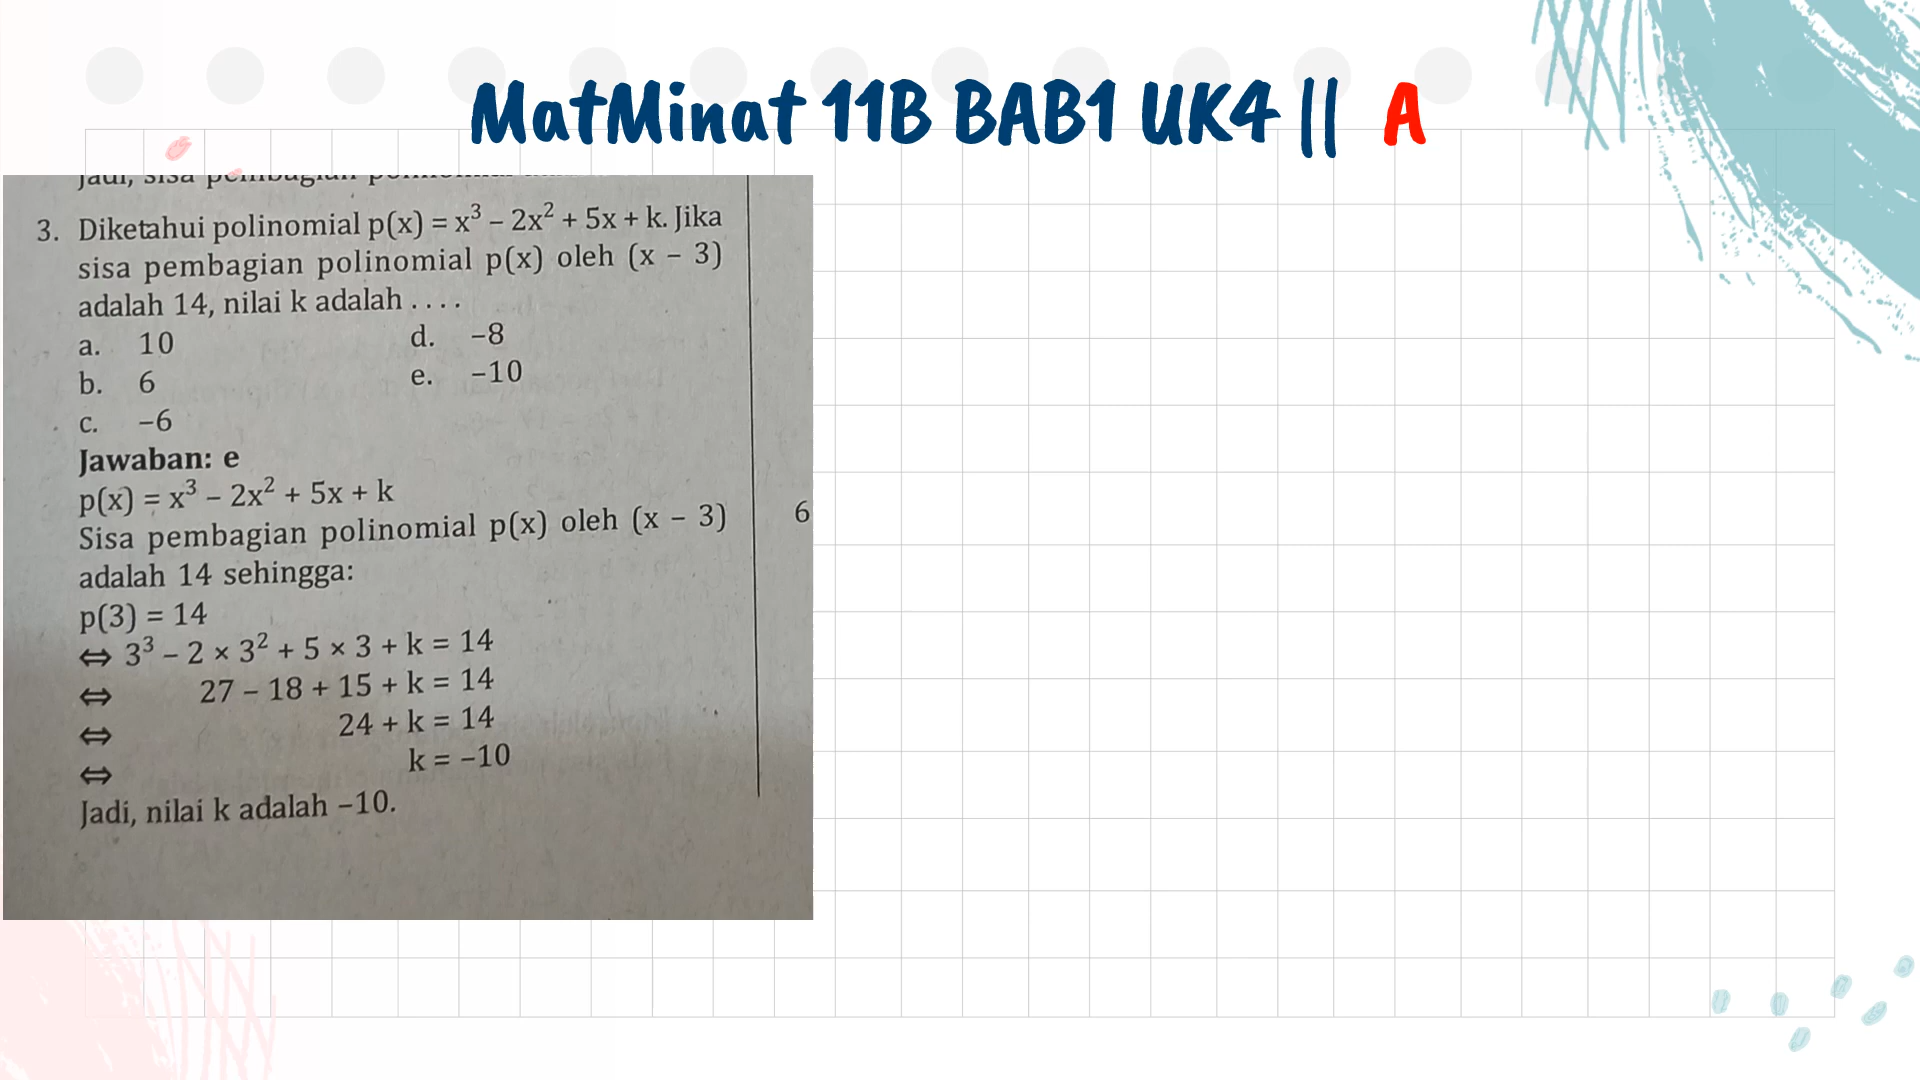 MatMinat 11B BAB1 UK4 || A
3. Diketahui polinomial p(x) = x³ – 2x² + 5x + k. Jika
sisa pembagian polinomial p(x) oleh (x – 3)
adalah 14, nilai k adalah . . . .
a. 10 d. –8
b. 6 e. –10
c. –6
Jawaban: e
p(x) = x³ – 2x² + 5x + k
Sisa pembagian polinomial p(x) oleh (x – 3)
adalah 14 sehingga:
p(3) = 14
⇔ 3³ – 2 × 3² + 5 × 3 + k = 14
⇔ 27 – 18 + 15 + k = 14
⇔ 24 + k = 14
⇔ k = –10
Jadi, nilai k adalah –10.
6